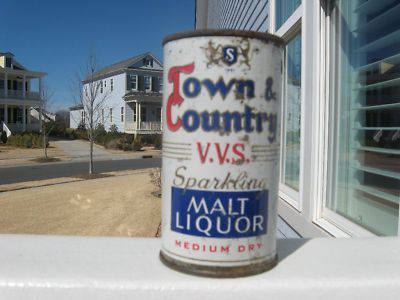 S
Town &
Country
V.V.S.
Sparkling
MALT
LIQUOR
MEDIUM DRY